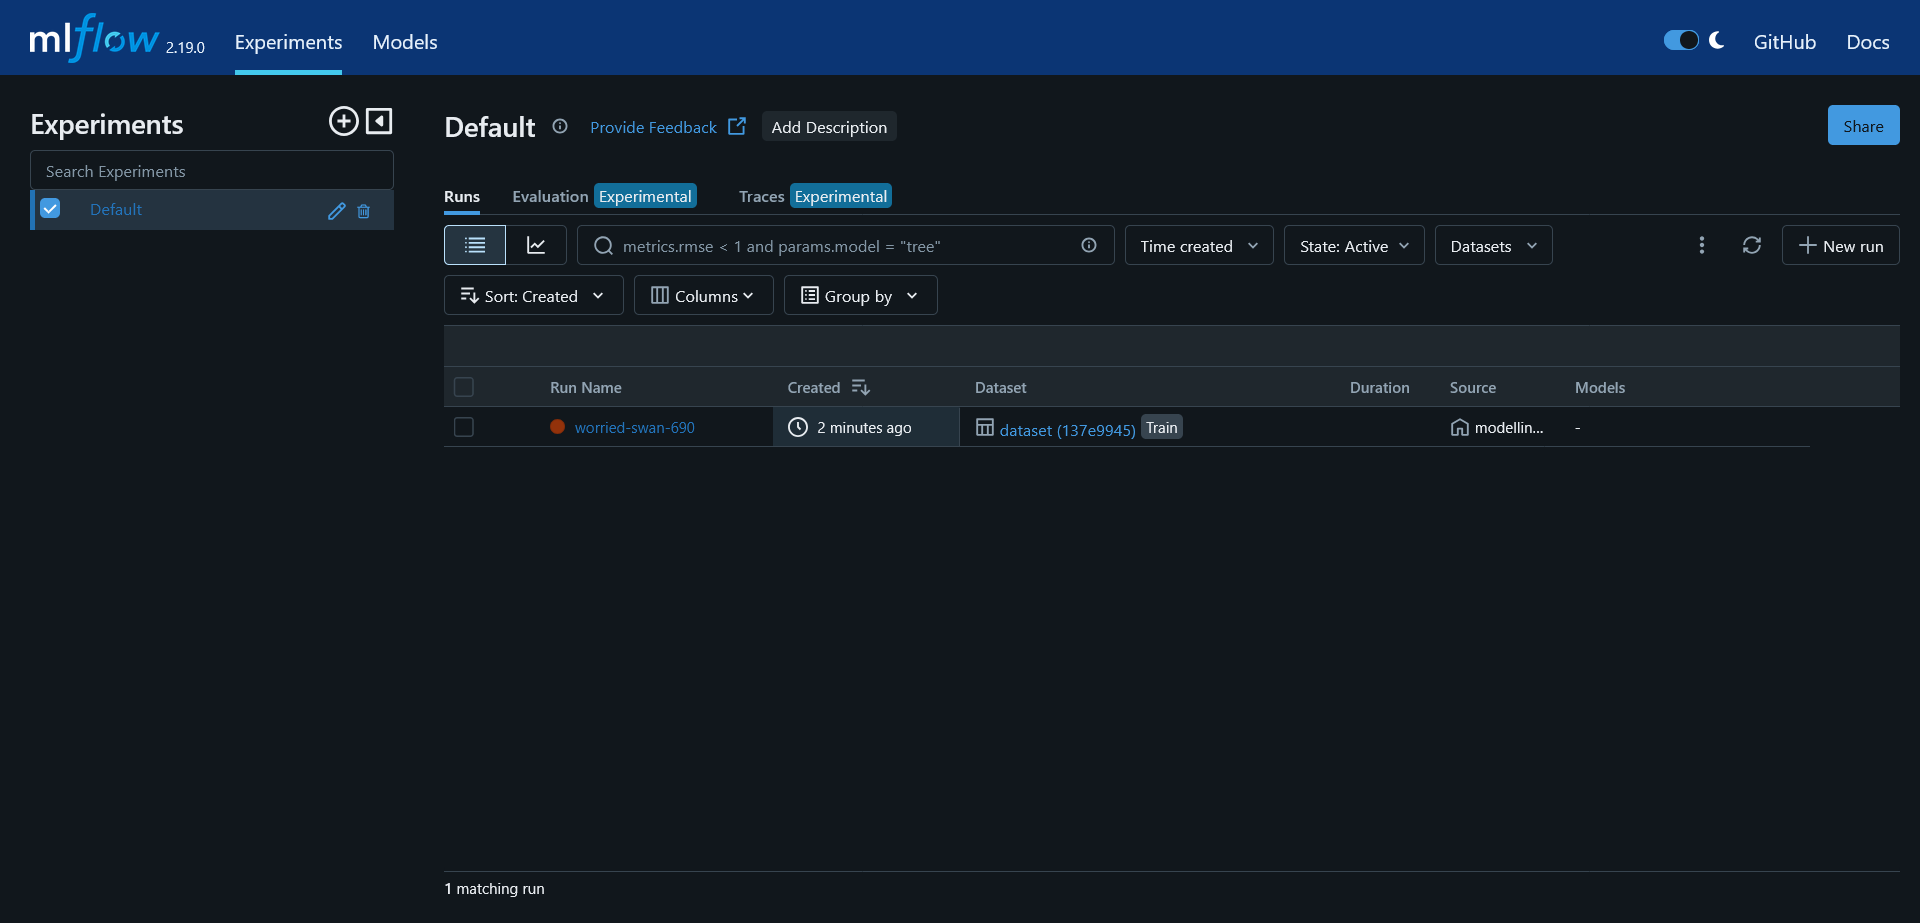 mlflow 2.19.0 Experiments Models GitHub Docs
Experiments
Search Experiments
Default
Default Provide Feedback Add Description Share
Runs Evaluation Experimental Traces Experimental
metrics.rmse < 1 and params.model = "tree" Time created State: Active Datasets New run
Sort: Created Columns Group by
Run Name Created Dataset Duration Source Models
worried-swan-690 2 minutes ago dataset (137e9945) Train modellin... -
1 matching run